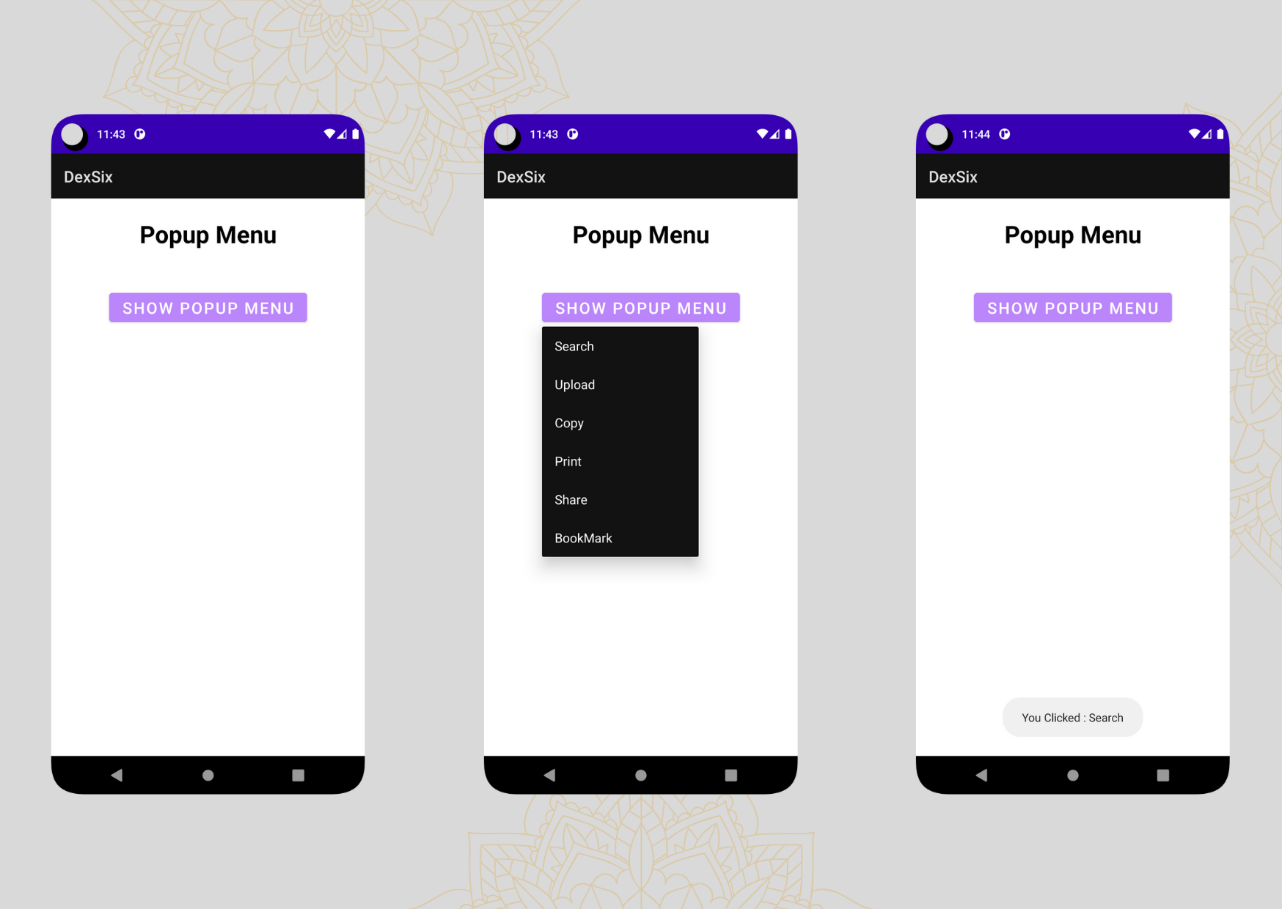 11:43
DexSix
Popup Menu
SHOW POPUP MENU
11:43
DexSix
Popup Menu
SHOW POPUP MENU
Search
Upload
Copy
Print
Share
BookMark
11:44
DexSix
Popup Menu
SHOW POPUP MENU
You Clicked : Search